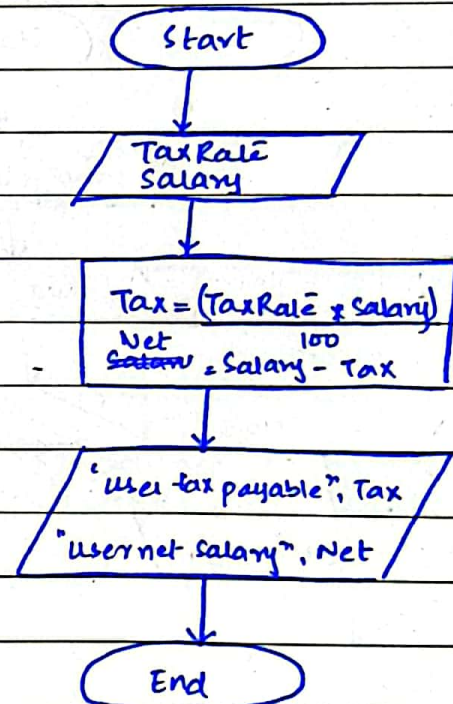 Start
TaxRate
Salary
Tax = (TaxRate * Salary)
100
Net
Salary = Salary - Tax
"user tax payable", Tax
"user net salary", Net
End